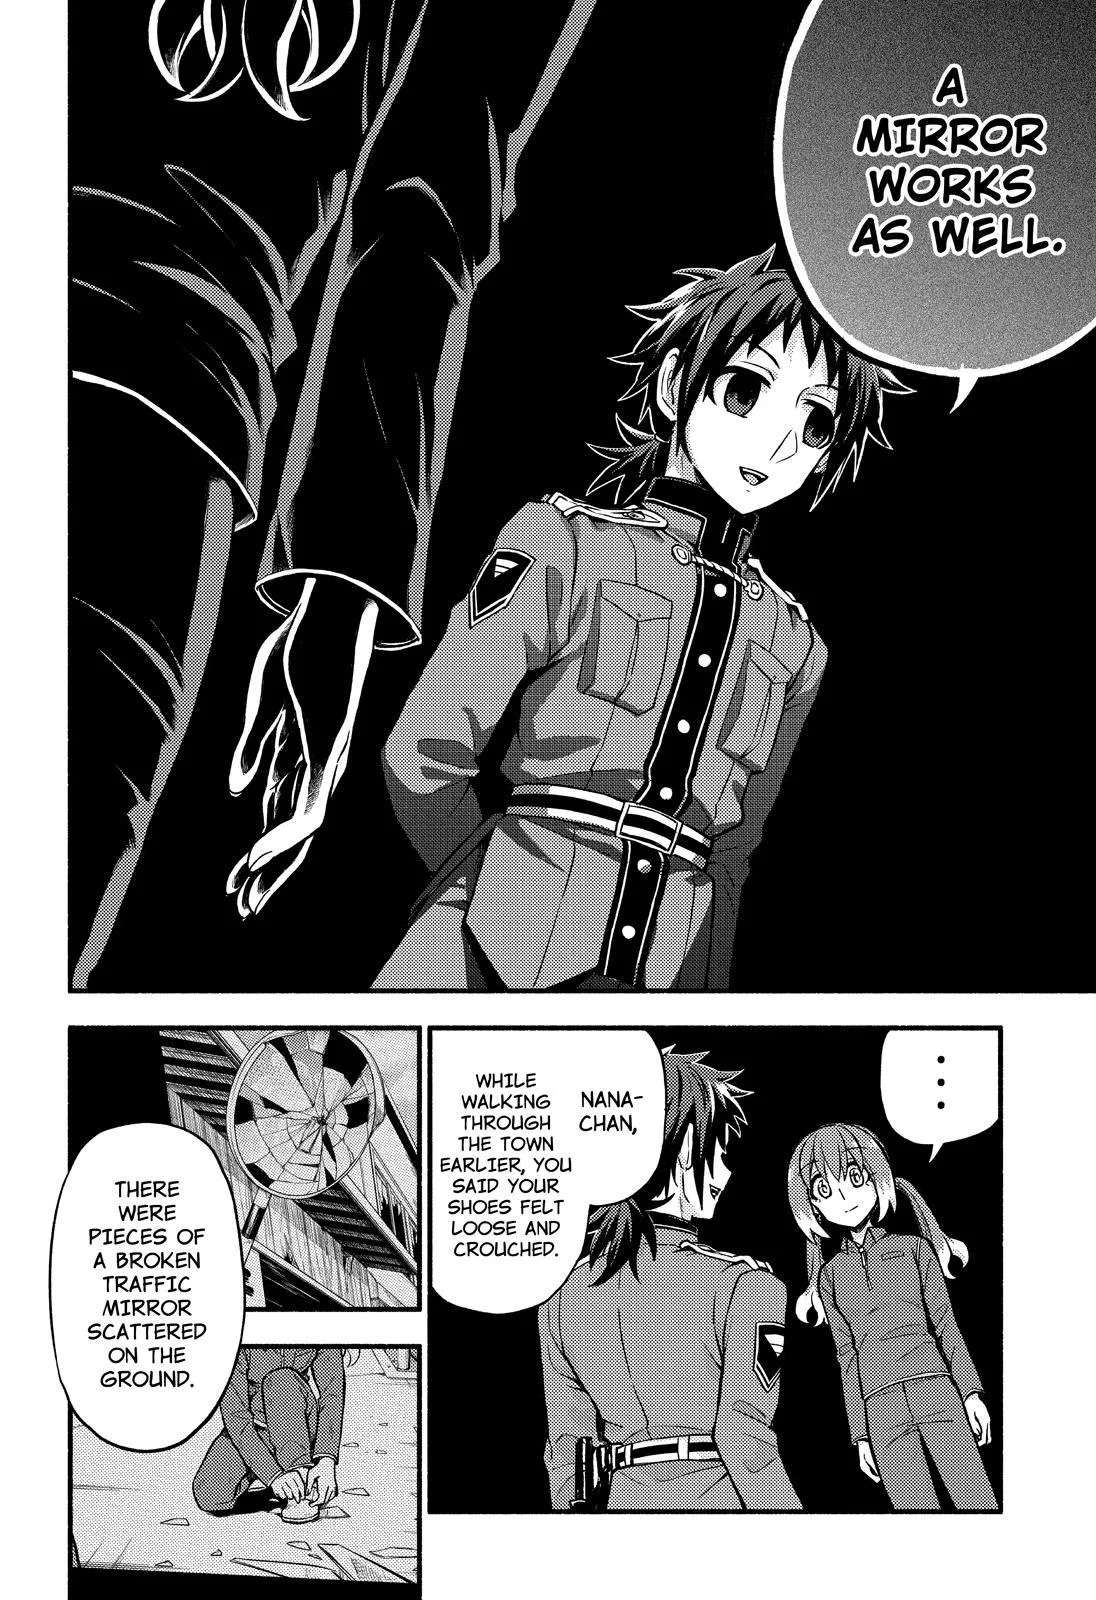 A
MIRROR
WORKS
AS WELL.
...
NANA-
CHAN,
WHILE
WALKING
THROUGH
THE TOWN
EARLIER, YOU
SAID YOUR
SHOES FELT
LOOSE AND
CROUCHED.
THERE
WERE
PIECES OF
A BROKEN
TRAFFIC
MIRROR
SCATTERED
ON THE
GROUND.